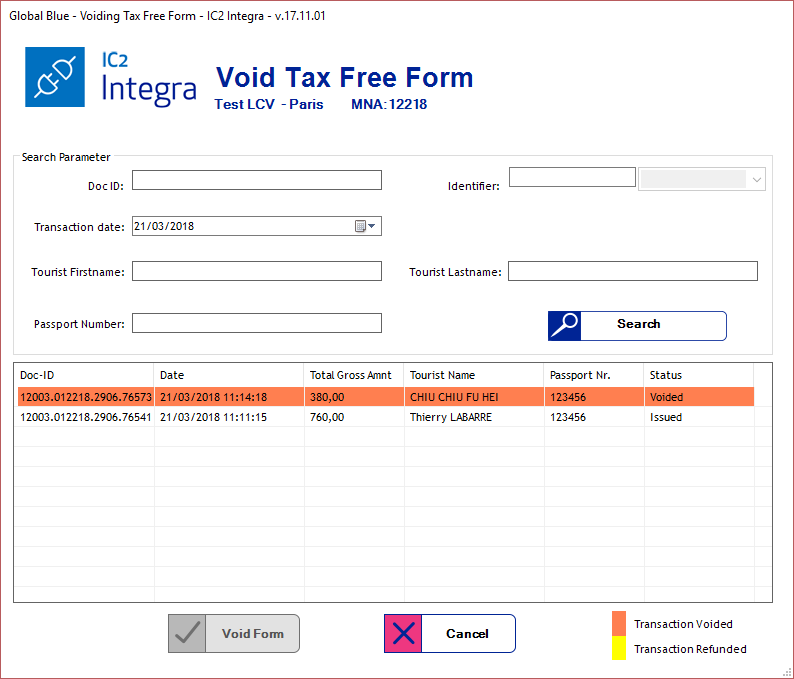 Global Blue - Voiding Tax Free Form - IC2 Integra - v.17.11.01
IC2
Integra
Void Tax Free Form
Test LCV - Paris MNA:12218
Search Parameter
Doc ID:
Identifier:
Transaction date: 21/03/2018
Tourist Firstname:
Tourist Lastname:
Passport Number:
Search
Doc-ID Date Total Gross Amnt Tourist Name Passport Nr. Status
12003.012218.2906.76573 21/03/2018 11:14:18 380,00 CHIU CHIU FU HEI 123456 Voided
12003.012218.2906.76541 21/03/2018 11:11:15 760,00 Thierry LABARRE 123456 Issued
Void Form
Cancel
Transaction Voided
Transaction Refunded